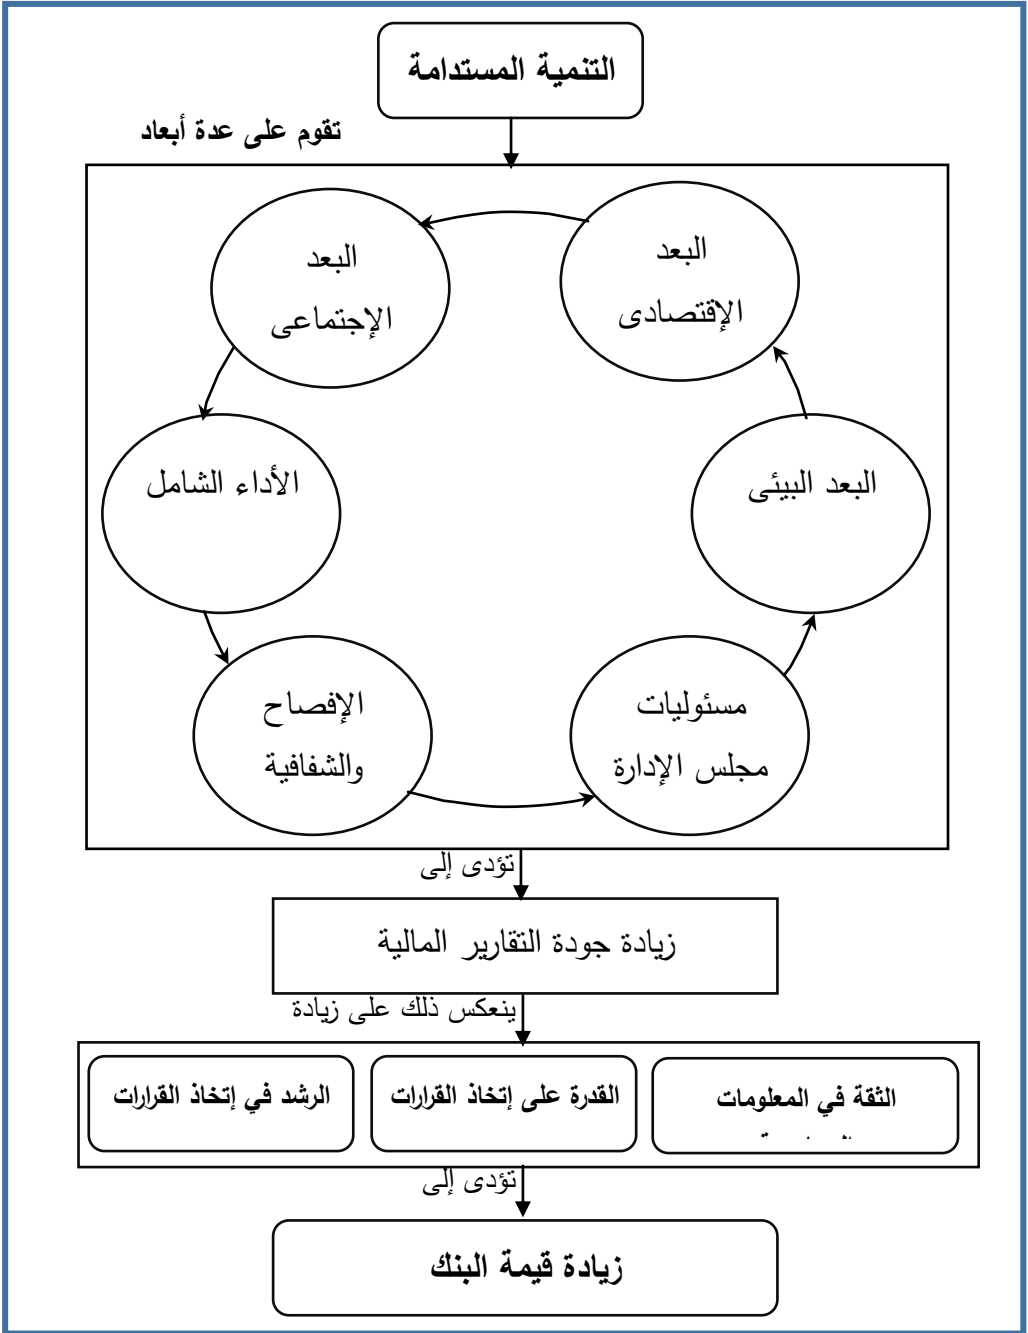 التنمية المستدامة
تقوم على عدة أبعاد
البعد
الإقتصادى
البعد
الإجتماعى
البعد البيئى
الأداء الشامل
مسئوليات
مجلس الإدارة
الإفصاح
والشفافية
تؤدى إلى
زيادة جودة التقارير المالية
ينعكس ذلك على زيادة
الثقة في المعلومات
القدرة على إتخاذ القرارات
الرشد في إتخاذ القرارات
تؤدى إلى
زيادة قيمة البنك